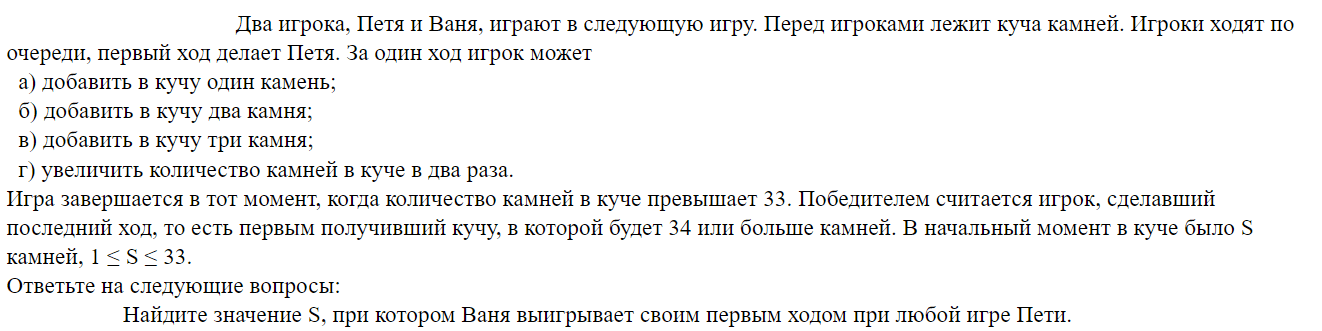 Два игрока, Петя и Ваня, играют в следующую игру. Перед игроками лежит куча камней. Игроки ходят по
очереди, первый ход делает Петя. За один ход игрок может
а) добавить в кучу один камень;
б) добавить в кучу два камня;
в) добавить в кучу три камня;
г) увеличить количество камней в куче в два раза.
Игра завершается в тот момент, когда количество камней в куче превышает 33. Победителем считается игрок, сделавший
последний ход, то есть первым получивший кучу, в которой будет 34 или больше камней. В начальный момент в куче было S
камней, 1 ≤ S ≤ 33.
Ответьте на следующие вопросы:
Найдите значение S, при котором Ваня выигрывает своим первым ходом при любой игре Пети.